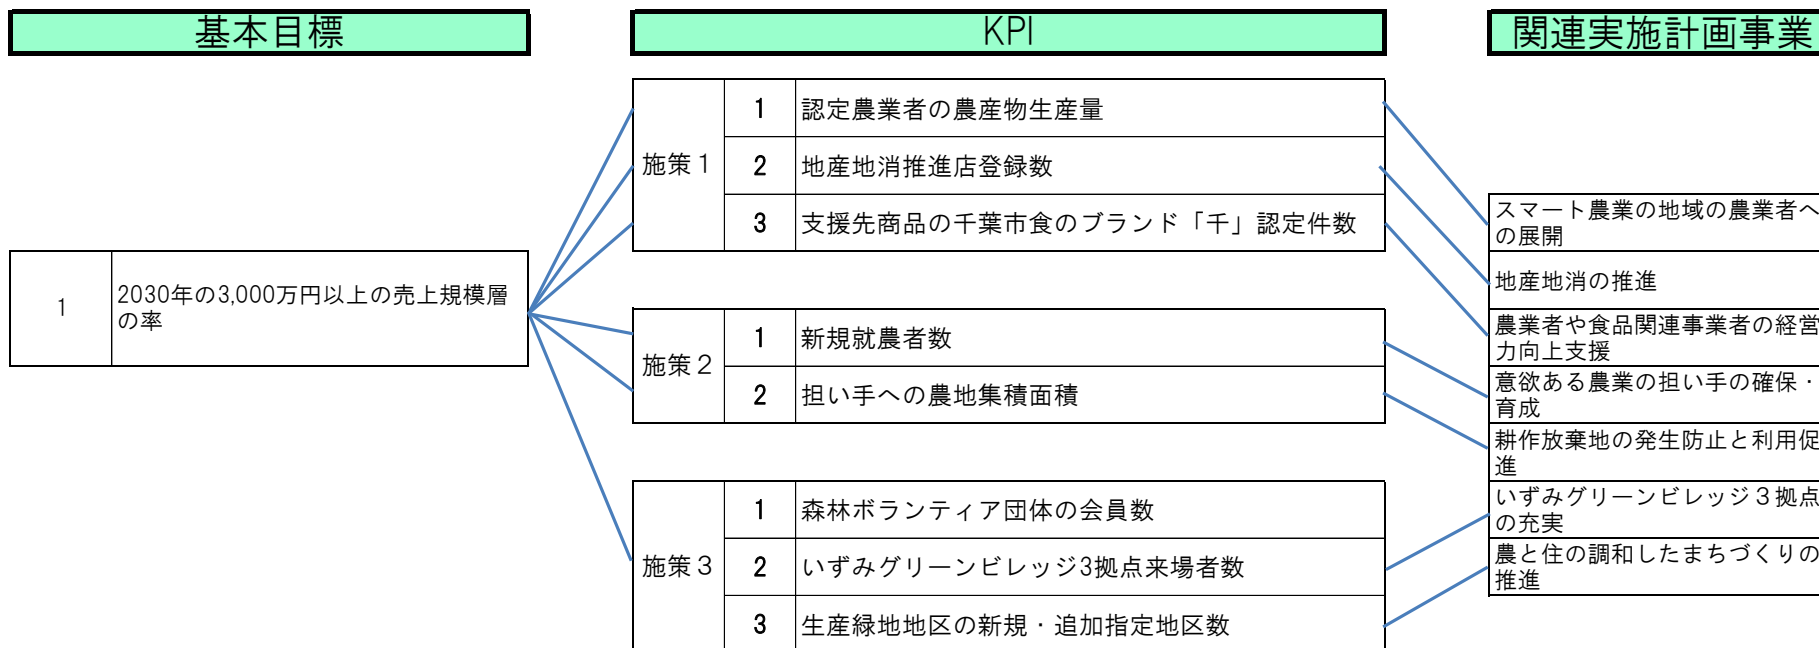 基本目標
KPI
関連実施計画事業
1
2030年の3,000万円以上の売上規模層
の率
施策１
1
認定農業者の農産物生産量
2
地産地消推進店登録数
3
支援先商品の千葉市食のブランド「千」認定件数
施策２
1
新規就農者数
2
担い手への農地集積面積
施策３
1
森林ボランティア団体の会員数
2
いずみグリーンビレッジ3拠点来場者数
3
生産緑地地区の新規・追加指定地区数
スマート農業の地域の農業者へ
の展開
地産地消の推進
農業者や食品関連事業者の経営
力向上支援
意欲ある農業の担い手の確保・
育成
耕作放棄地の発生防止と利用促
進
いずみグリーンビレッジ３拠点
の充実
農と住の調和したまちづくりの
推進